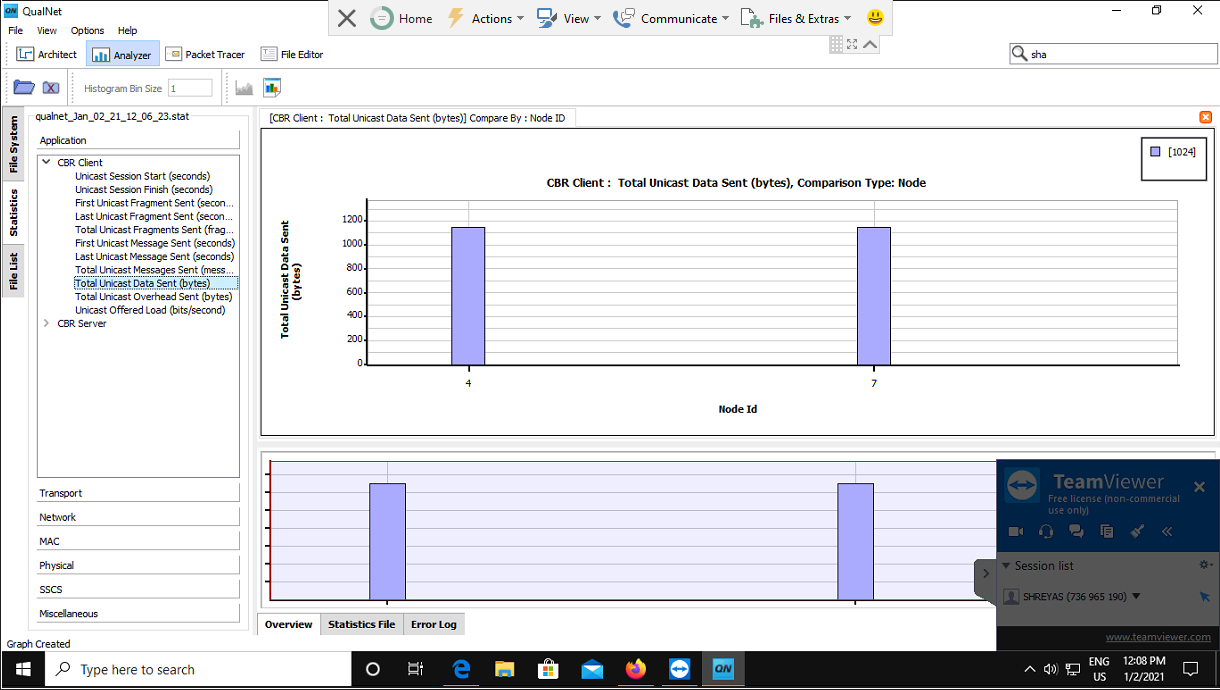 QN QualNet
Home Actions View Communicate Files & Extras
File View Options Help
Architect Analyzer Packet Tracer File Editor
sha
Histogram Bin Size 1
File System
Statistics
File List
qualnet_Jan_02_21_12_06_23.stat
Application
CBR Client
Unicast Session Start (seconds)
Unicast Session Finish (seconds)
First Unicast Fragment Sent (secon...
Last Unicast Fragment Sent (secon...
Total Unicast Fragments Sent (frag...
First Unicast Message Sent (seconds)
Last Unicast Message Sent (seconds)
Total Unicast Messages Sent (mess...
Total Unicast Data Sent (bytes)
Total Unicast Overhead Sent (bytes)
Unicast Offered Load (bits/second)
CBR Server
Transport
Network
MAC
Physical
SSCS
Miscellaneous
[CBR Client : Total Unicast Data Sent (bytes)] Compare By : Node ID
[1024]
CBR Client : Total Unicast Data Sent (bytes), Comparison Type: Node
Total Unicast Data Sent
(bytes)
1200
1000
800
600
400
200
0
4 7
Node Id
TeamViewer
Free license (non-commercial
use only)
Session list
SHREYAS (736 965 190)
www.teamviewer.com
Overview Statistics File Error Log
Graph Created
Type here to search
QN
ENG
US
12:08 PM
1/2/2021